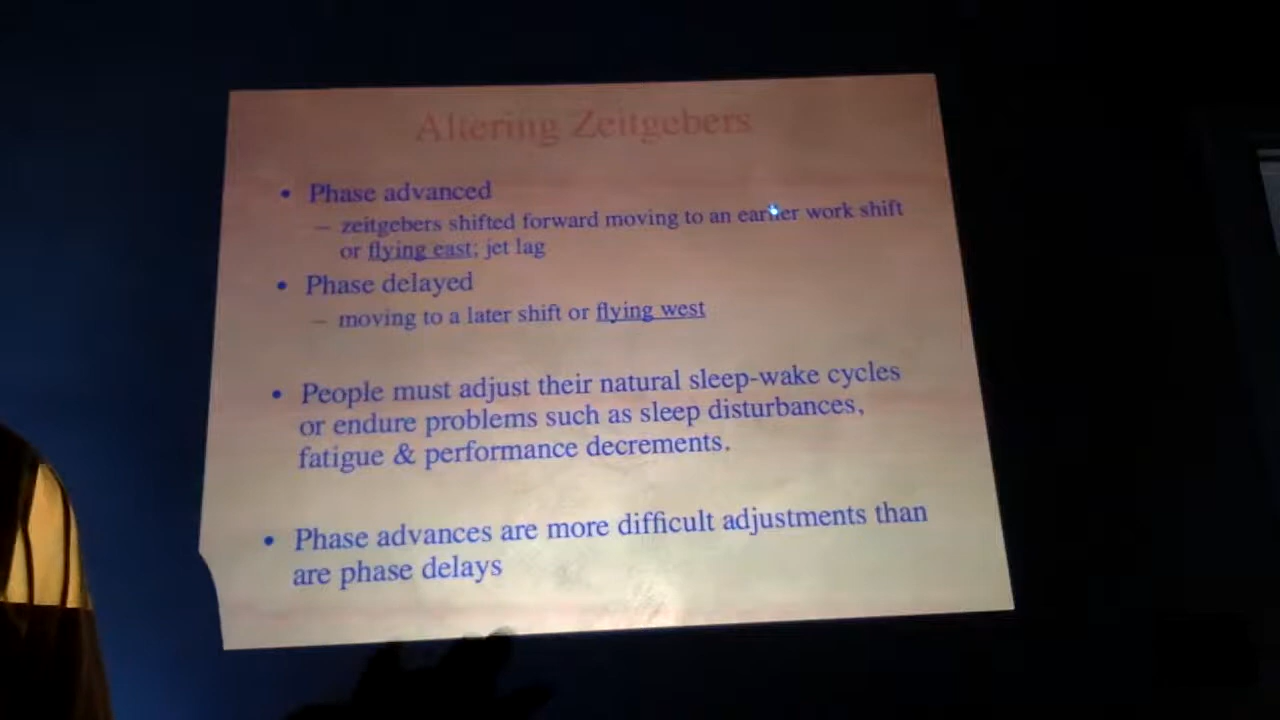 Altering Zeitgebers
• Phase advanced
– zeitgebers shifted forward moving to an earlier work shift
or flying east; jet lag
• Phase delayed
– moving to a later shift or flying west
• People must adjust their natural sleep-wake cycles
or endure problems such as sleep disturbances,
fatigue & performance decrements.
• Phase advances are more difficult adjustments than
are phase delays